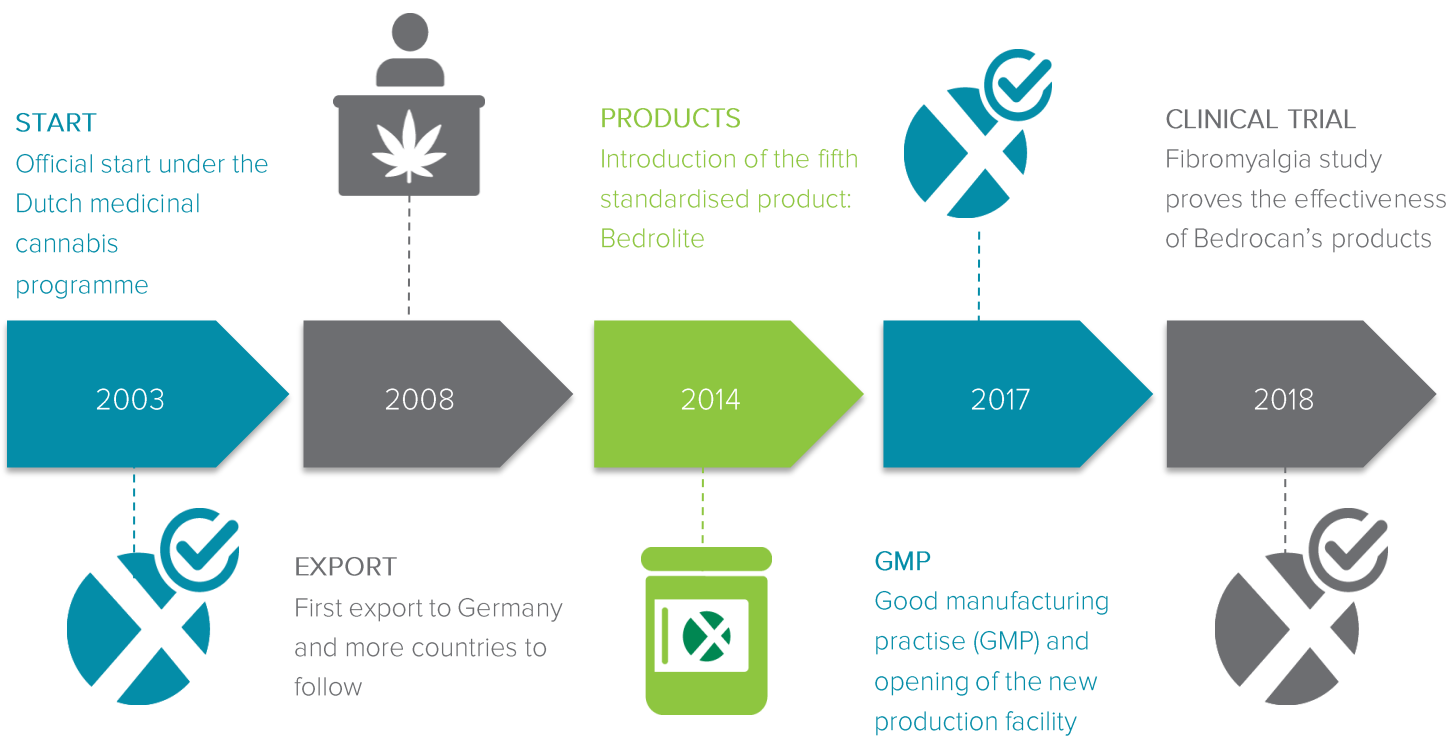 START
Official start under the
Dutch medicinal
cannabis
programme
PRODUCTS
Introduction of the fifth
standardised product:
Bedrolite
CLINICAL TRIAL
Fibromyalgia study
proves the effectiveness
of Bedrocan's products
2003
2008
2014
2017
2018
EXPORT
First export to Germany
and more countries to
follow
GMP
Good manufacturing
practise (GMP) and
opening of the new
production facility